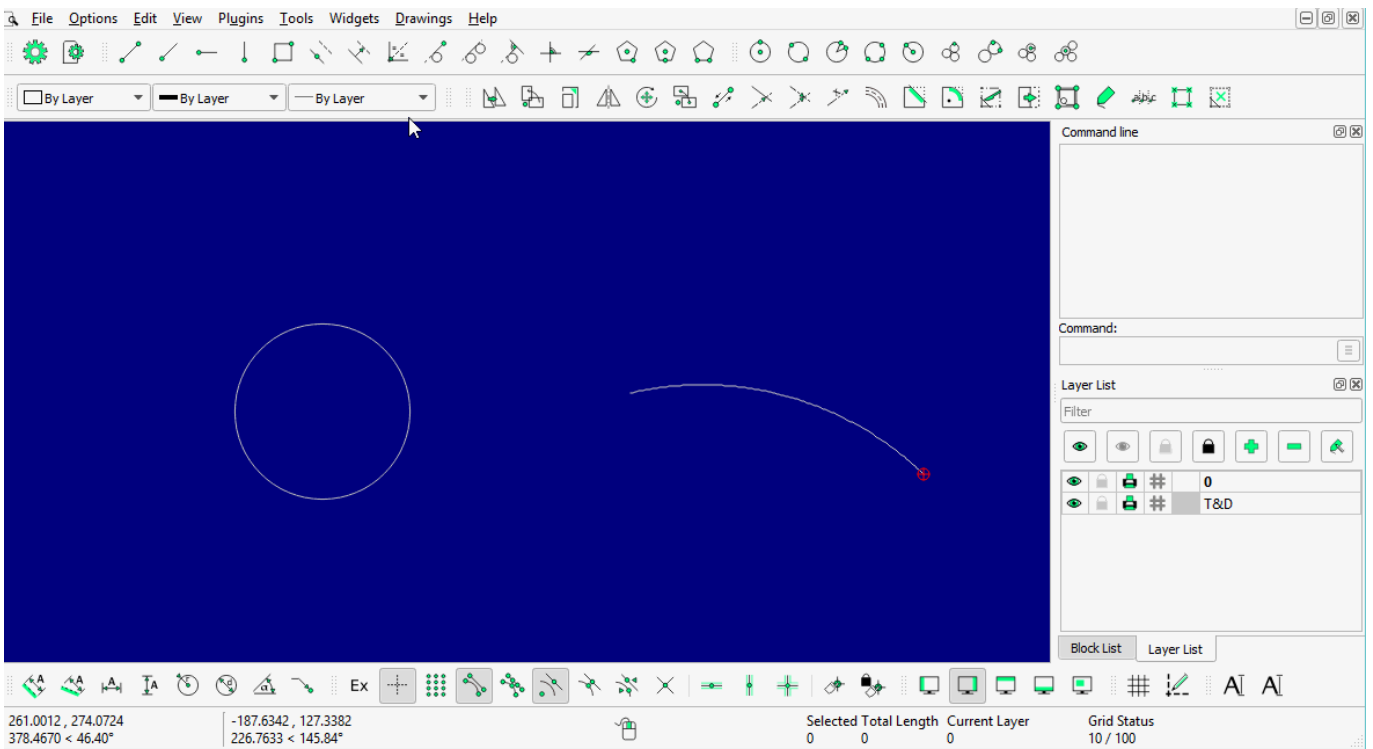 File Options Edit View Plugins Tools Widgets Drawings Help
By Layer By Layer By Layer
Command line
Command:
Layer List
Filter
0
T&D
Block List Layer List
Ex
261.0012 , 274.0724
378.4670 < 46.40°
-187.6342 , 127.3382
226.7633 < 145.84°
Selected Total Length Current Layer
0 0 0
Grid Status
10 / 100